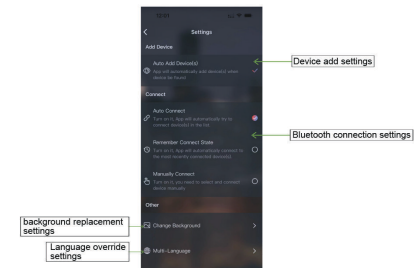 12:01
Settings
Add Device
Auto Add Device(s)
App will automatically add device(s) when
device be found
Device add settings
Connect
Auto Connect
Turn on it, App will automatically try to
connect device(s) in the list
Remember Connect State
Turn on it, App will automatically connect to
the most recently connected device(s)
Bluetooth connection settings
Manually Connect
Turn on it, you need to select and connect
device manually
Other
background replacement
settings
Change Background
Language override
settings
Multi-Language